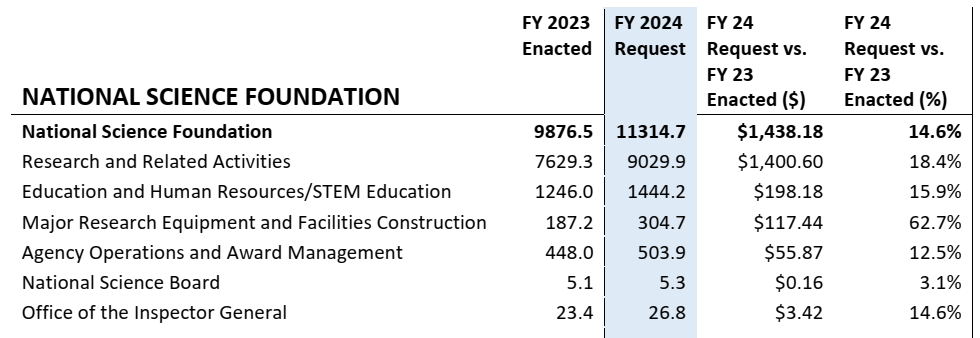 FY 2023 FY 2024 FY 24 FY 24
Enacted Request Request vs. Request vs.
FY 23 FY 23
NATIONAL SCIENCE FOUNDATION Enacted ($) Enacted (%)
National Science Foundation 9876.5 11314.7 $1,438.18 14.6%
Research and Related Activities 7629.3 9029.9 $1,400.60 18.4%
Education and Human Resources/STEM Education 1246.0 1444.2 $198.18 15.9%
Major Research Equipment and Facilities Construction 187.2 304.7 $117.44 62.7%
Agency Operations and Award Management 448.0 503.9 $55.87 12.5%
National Science Board 5.1 5.3 $0.16 3.1%
Office of the Inspector General 23.4 26.8 $3.42 14.6%